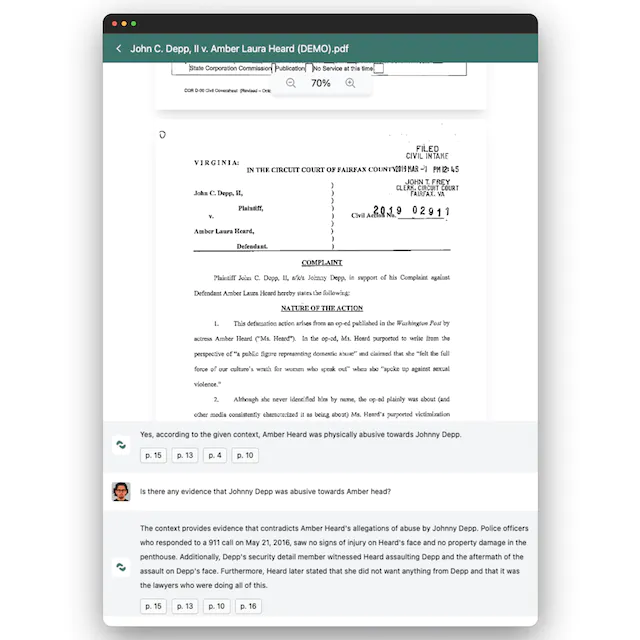 John C. Depp, II v. Amber Laura Heard (DEMO).pdf
State Corporation Commission Publication No Service at this time
70%
FILED
CIVIL INTAKE
VIRGINIA:
IN THE CIRCUIT COURT OF FAIRFAX COUNTY 2019 MAR -1 PM 12:45
JOHN T. FREY
CLERK, CIRCUIT COURT
FAIRFAX, VA
John C. Depp, II,
Plaintiff,
v.
Civil Action No. 2019 02911
Amber Laura Heard,
Defendant.
COMPLAINT
Plaintiff John C. Depp, II, a/k/a Johnny Depp, in support of his Complaint against
Defendant Amber Laura Heard hereby states the following:
NATURE OF THE ACTION
1. This defamation action arises from an op-ed published in the Washington Post by
actress Amber Heard ("Ms. Heard"). In the op-ed, Ms. Heard purported to write from the
perspective of "a public figure representing domestic abuse" and claimed that she "felt the full
force of our culture's wrath for women who speak out" when she "spoke up against sexual
violence."
2. Although she never identified him by name, the op-ed plainly was about (and
other media consistently characterized it as being about) Ms. Heard's purported victimization
Yes, according to the given context, Amber Heard was physically abusive towards Johnny Depp.
p. 15 p. 13 p. 4 p. 10
Is there any evidence that Johnny Depp was abusive towards Amber head?
The context provides evidence that contradicts Amber Heard's allegations of abuse by Johnny Depp. Police officers
who responded to a 911 call on May 21, 2016, saw no signs of injury on Heard's face and no property damage in the
penthouse. Additionally, Depp's security detail member witnessed Heard assaulting Depp and the aftermath of the
assault on Depp's face. Furthermore, Heard later stated that she did not want anything from Depp and that it was
the lawyers who were doing all of this.
p. 15 p. 13 p. 10 p. 16